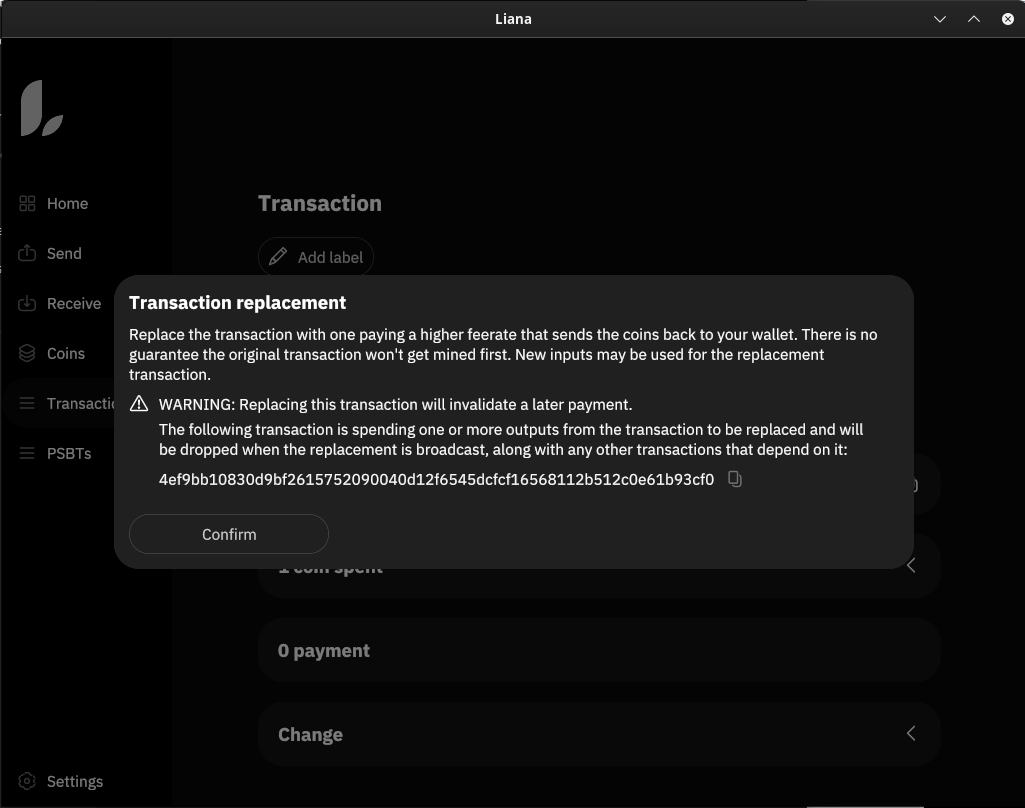 Liana
Home
Send
Receive
Coins
Transactio
PSBTs
Settings
Transaction
Add label
Transaction replacement
Replace the transaction with one paying a higher feerate that sends the coins back to your wallet. There is no
guarantee the original transaction won't get mined first. New inputs may be used for the replacement
transaction.
WARNING: Replacing this transaction will invalidate a later payment.
The following transaction is spending one or more outputs from the transaction to be replaced and will
be dropped when the replacement is broadcast, along with any other transactions that depend on it:
4ef9bb10830d9bf2615752090040d12f6545dcfcf16568112b512c0e61b93cf0
Confirm
1 coin spent
0 payment
Change